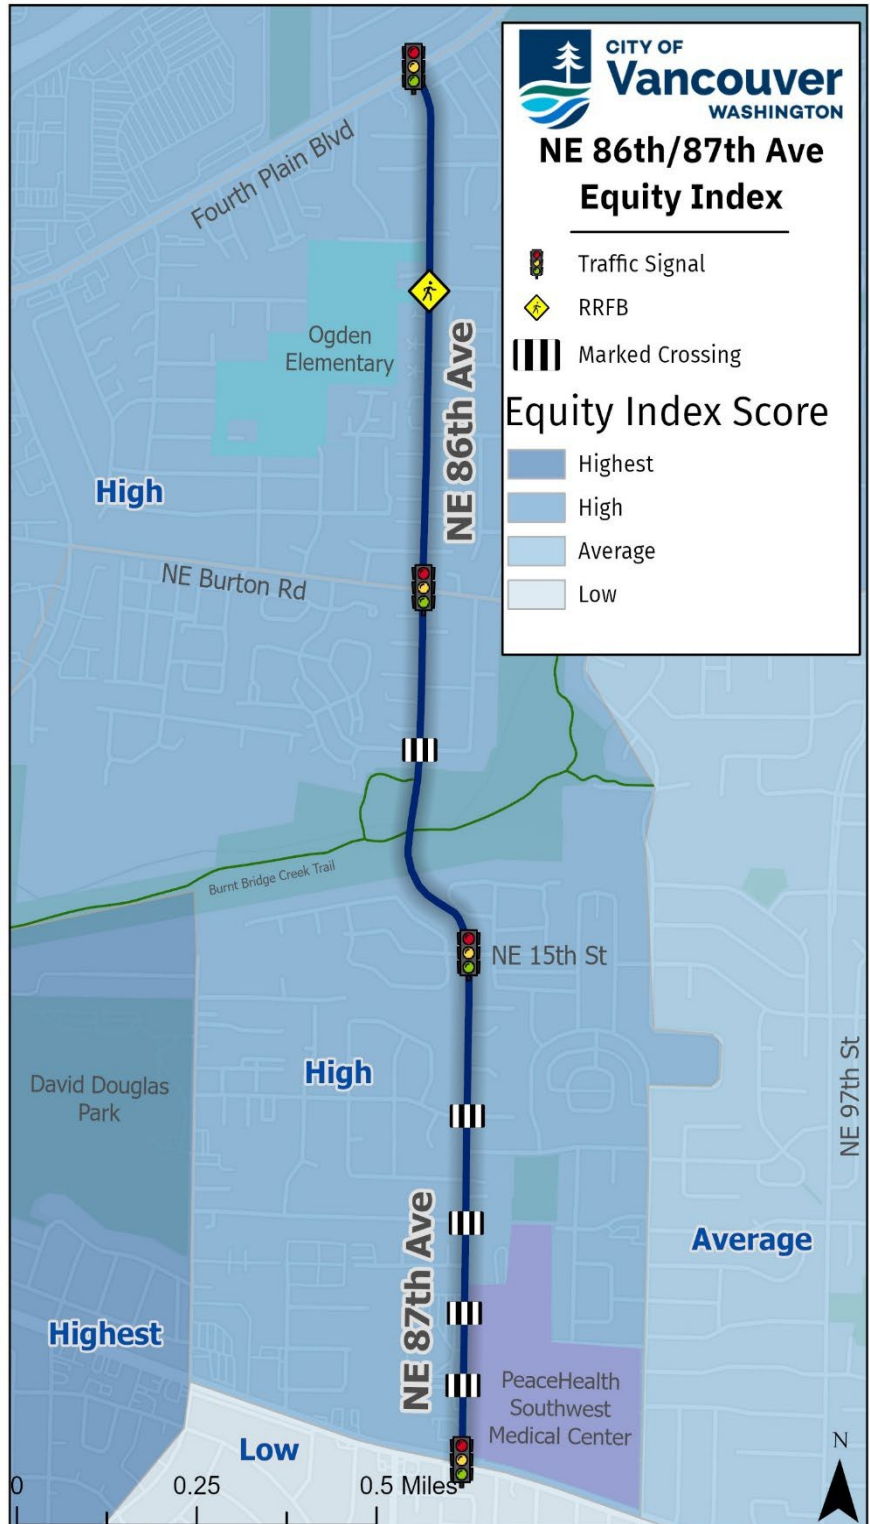 CITY OF
Vancouver
WASHINGTON
NE 86th/87th Ave
Equity Index
Traffic Signal
RRFB
Marked Crossing
Equity Index Score
Highest
High
Average
Low
Fourth Plain Blvd
Ogden
Elementary
NE 86th Ave
High
NE Burton Rd
Burnt Bridge Creek Trail
NE 15th St
David Douglas
Park
High
NE 97th St
NE 87th Ave
Average
Highest
PeaceHealth
Southwest
Medical Center
Low
N
0 0.25 0.5 Miles